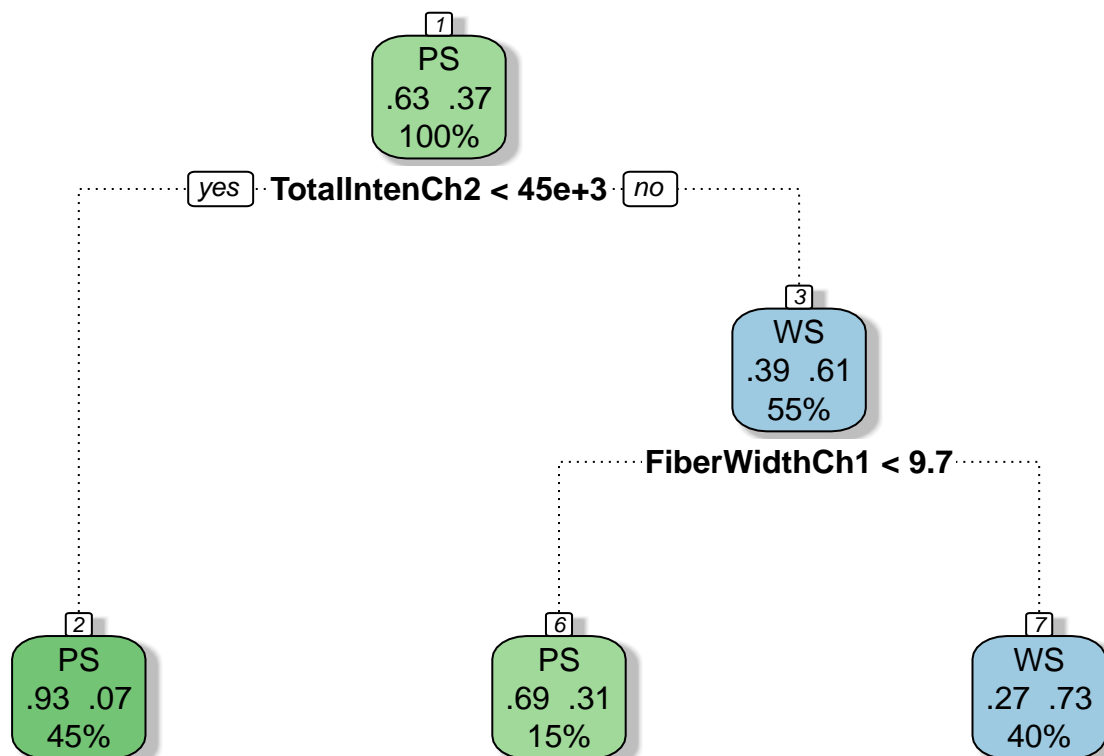 1
PS
.63 .37
100%
yes TotalIntenCh2 < 45e+3 no
3
WS
.39 .61
55%
FiberWidthCh1 < 9.7
2
PS
.93 .07
45%
6
PS
.69 .31
15%
7
WS
.27 .73
40%